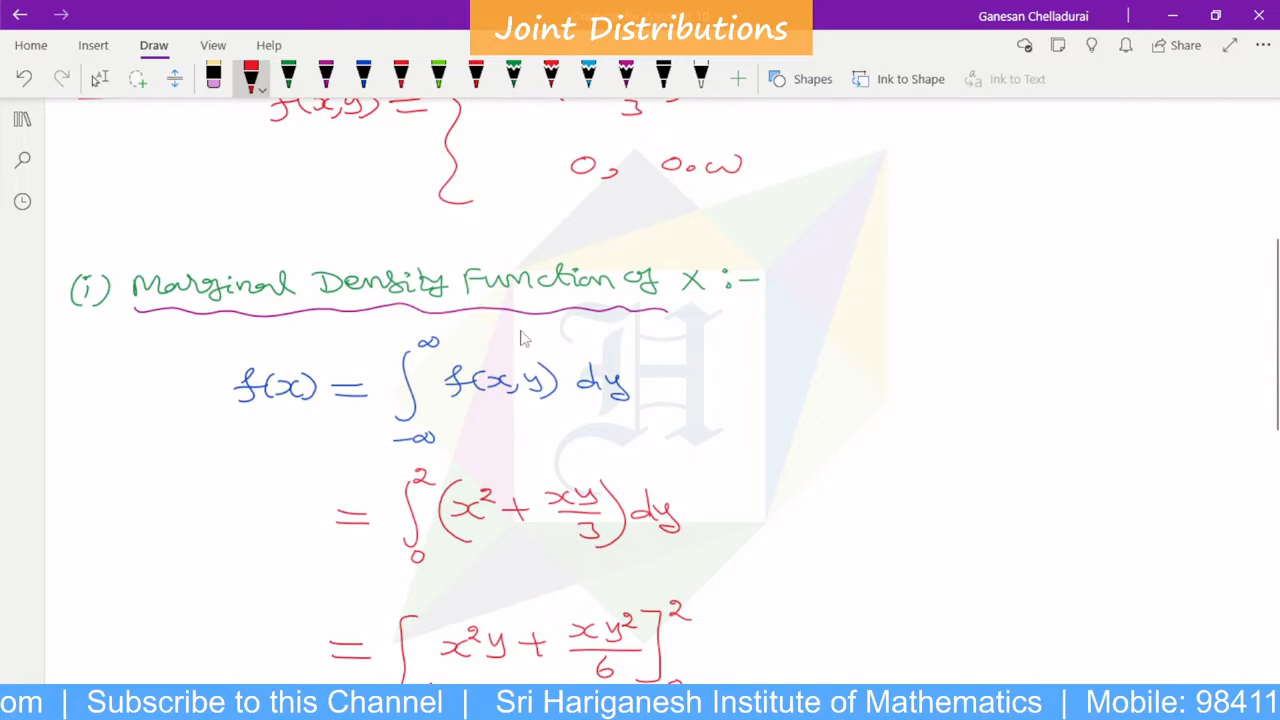 Joint Distributions
Ganesan Chelladurai
Home Insert Draw View Help
Share
Shapes Ink to Shape Ink to Text
f(x,y) =
3
0, 0.w
(i) Marginal Density Function of X :-
f(x) = ∫_{-∞}^{∞} f(x,y) dy
= ∫_0^2 (x² + xy/3) dy
= [x²y + xy²/6]_0^2
om | Subscribe to this Channel | Sri Hariganesh Institute of Mathematics | Mobile: 98411